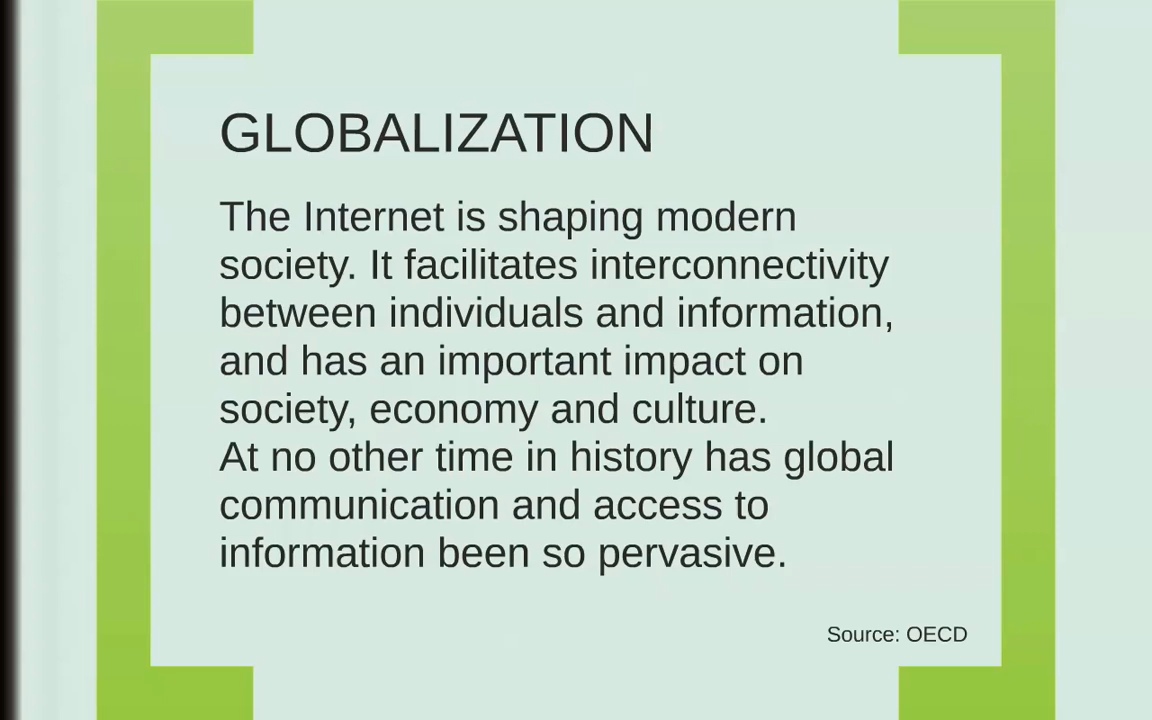 GLOBALIZATION
The Internet is shaping modern
society. It facilitates interconnectivity
between individuals and information,
and has an important impact on
society, economy and culture.
At no other time in history has global
communication and access to
information been so pervasive.
Source: OECD